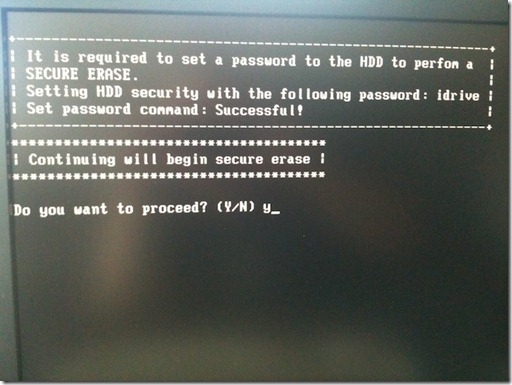 It is required to set a password to the HDD to perfom a
SECURE ERASE.
Setting HDD security with the following password: idrive
Set password command: Successful!
Continuing will begin secure erase
Do you want to proceed? (Y/N) y_